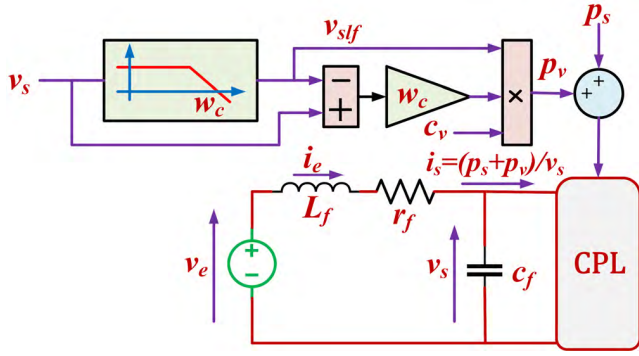 v_slf
p_s
v_s
w_c
−
+
w_c
×
p_v
+
+
c_v
i_e
i_s=(p_s+p_v)/v_s
L_f
r_f
v_e
+
−
v_s
c_f
CPL